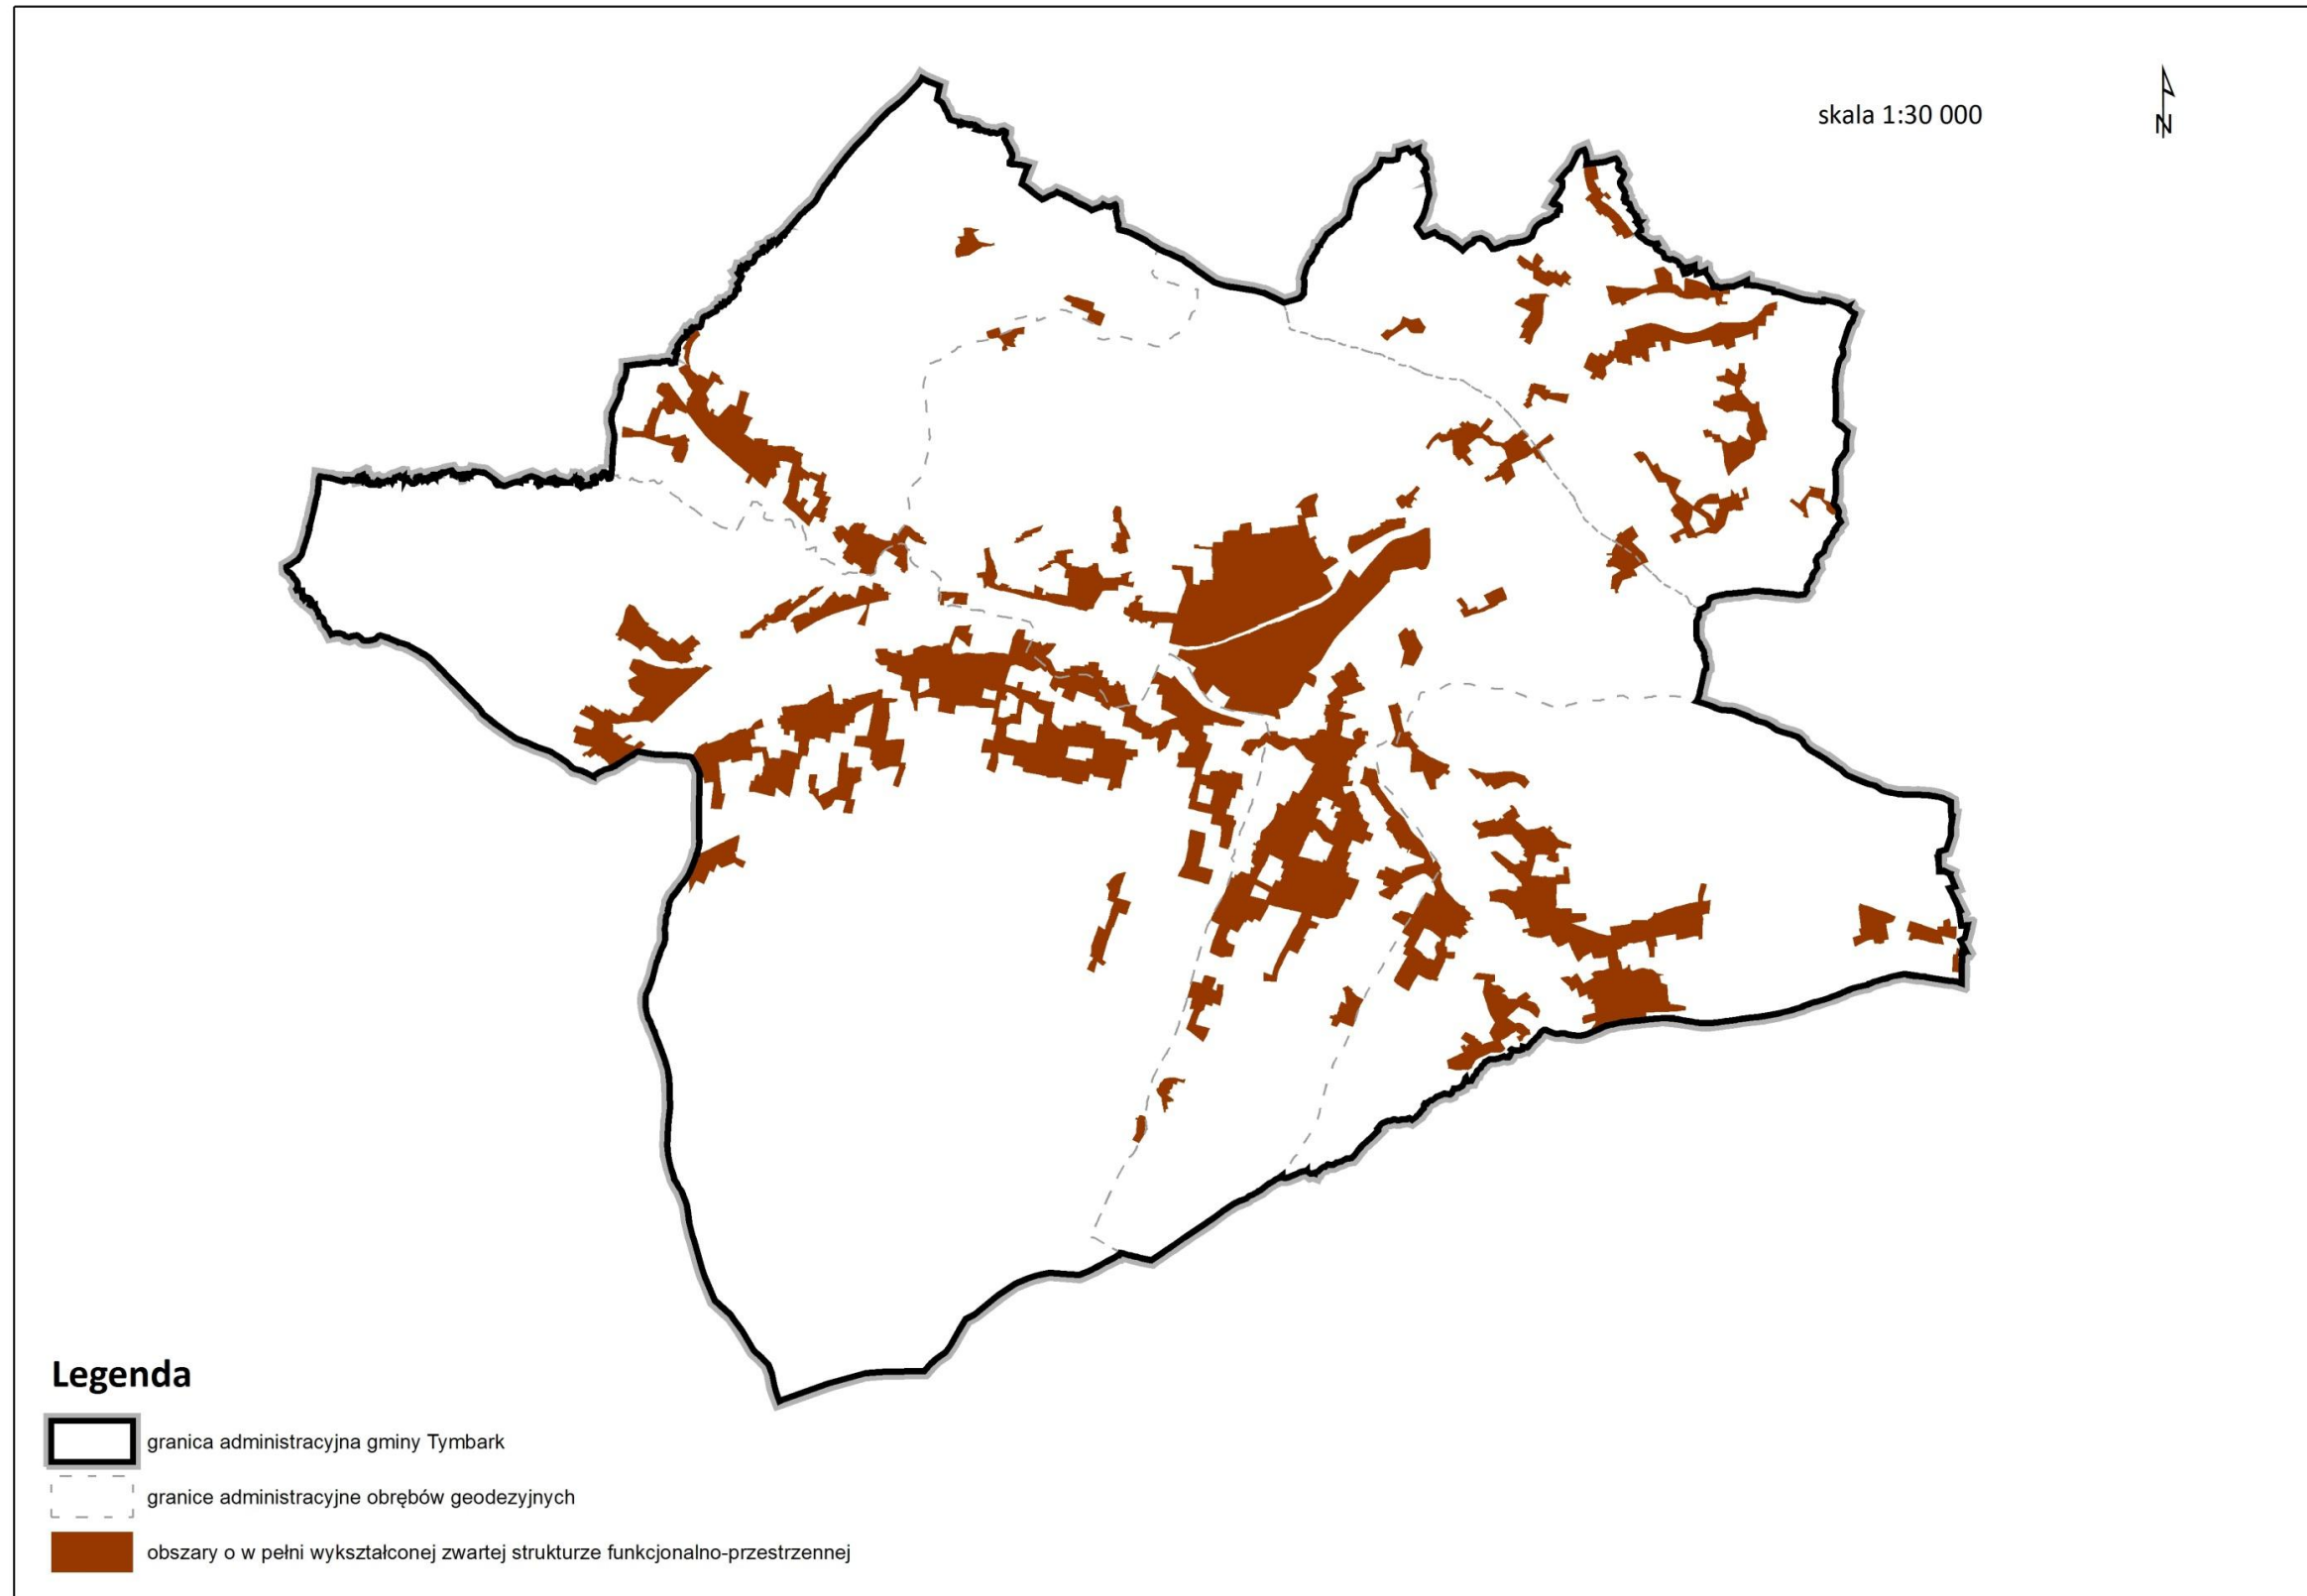 skala 1:30 000
N
Legenda
granica administracyjna gminy Tymbark
granice administracyjne obrębów geodezyjnych
obszary o w pełni wykształconej zwartej strukturze funkcjonalno-przestrzennej